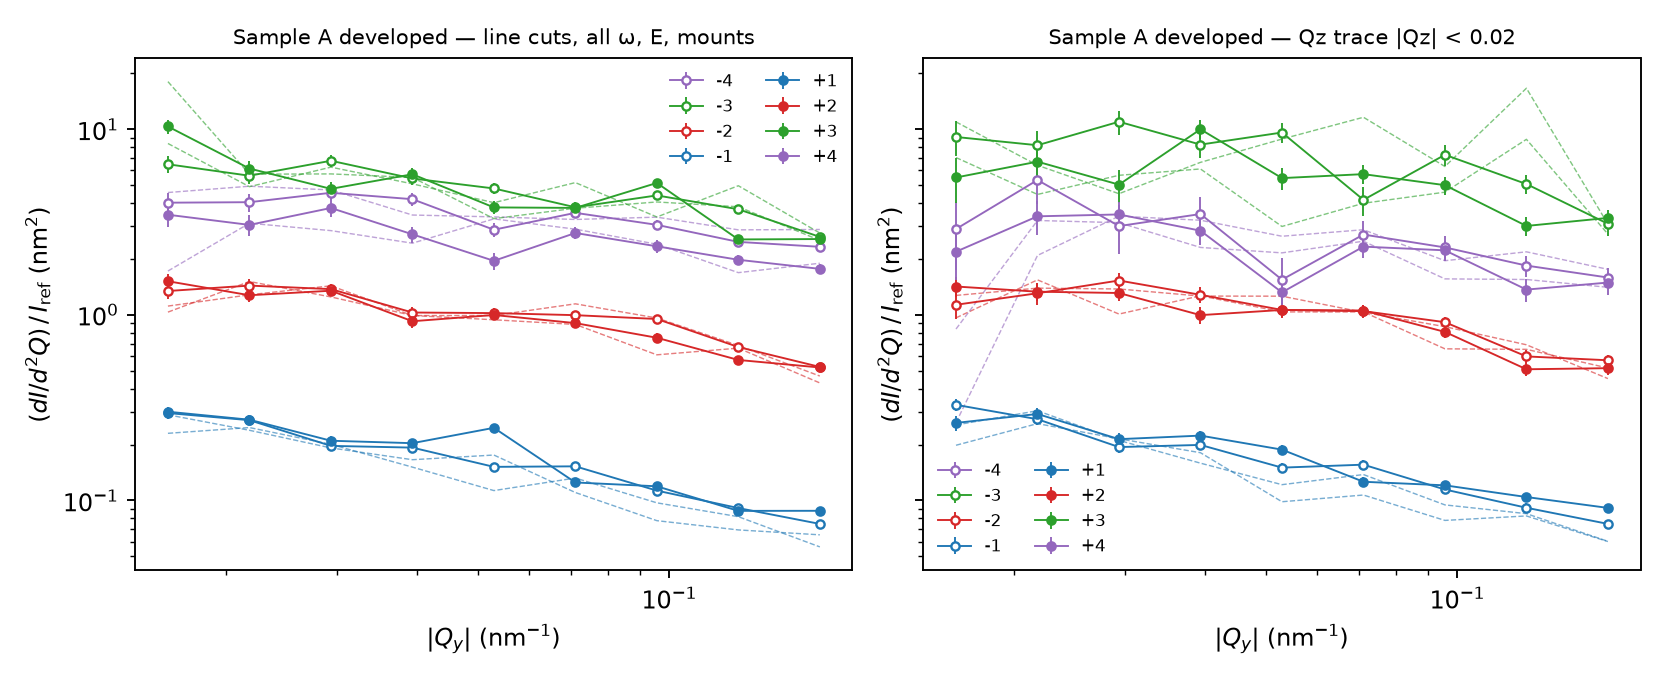 Sample A developed — line cuts, all ω, E, mounts
-4 +1
-3 +2
-2 +3
-1 +4
10¹
10⁰
10⁻¹
(dI/d²Q) / I_ref (nm²)
10⁻¹
|Q_y| (nm⁻¹)
Sample A developed — Qz trace |Qz| < 0.02
(dI/d²Q) / I_ref (nm²)
-4 +1
-3 +2
-2 +3
-1 +4
10⁻¹
|Q_y| (nm⁻¹)